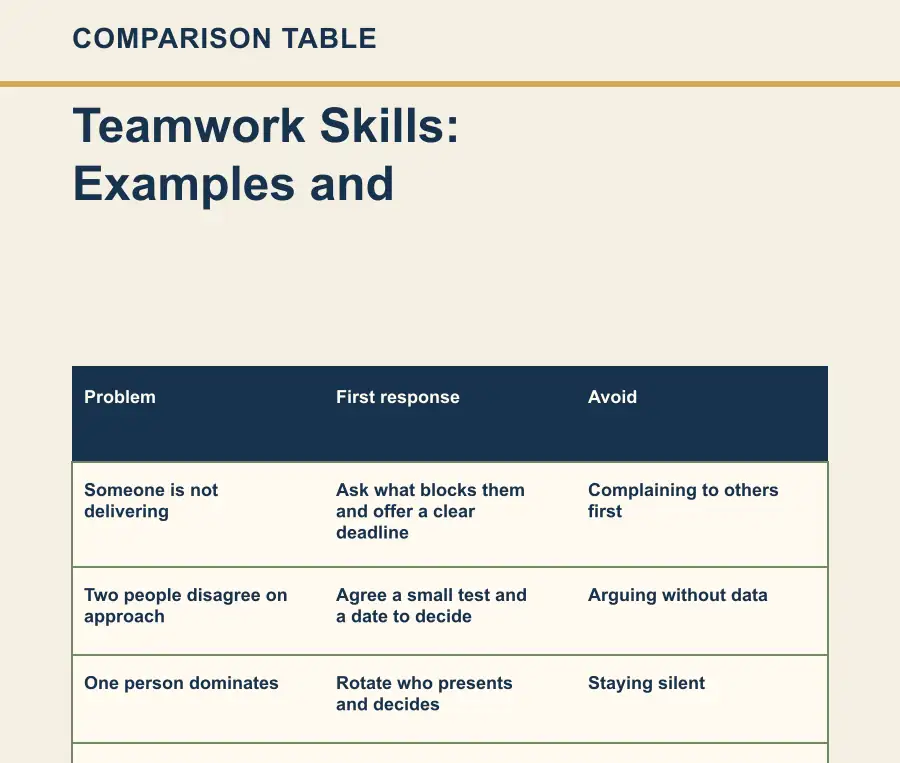 COMPARISON TABLE
Teamwork Skills:
Examples and
Problem
First response
Avoid
Someone is not
delivering
Ask what blocks them
and offer a clear
deadline
Complaining to others
first
Two people disagree on
approach
Agree a small test and
a date to decide
Arguing without data
One person dominates
Rotate who presents
and decides
Staying silent